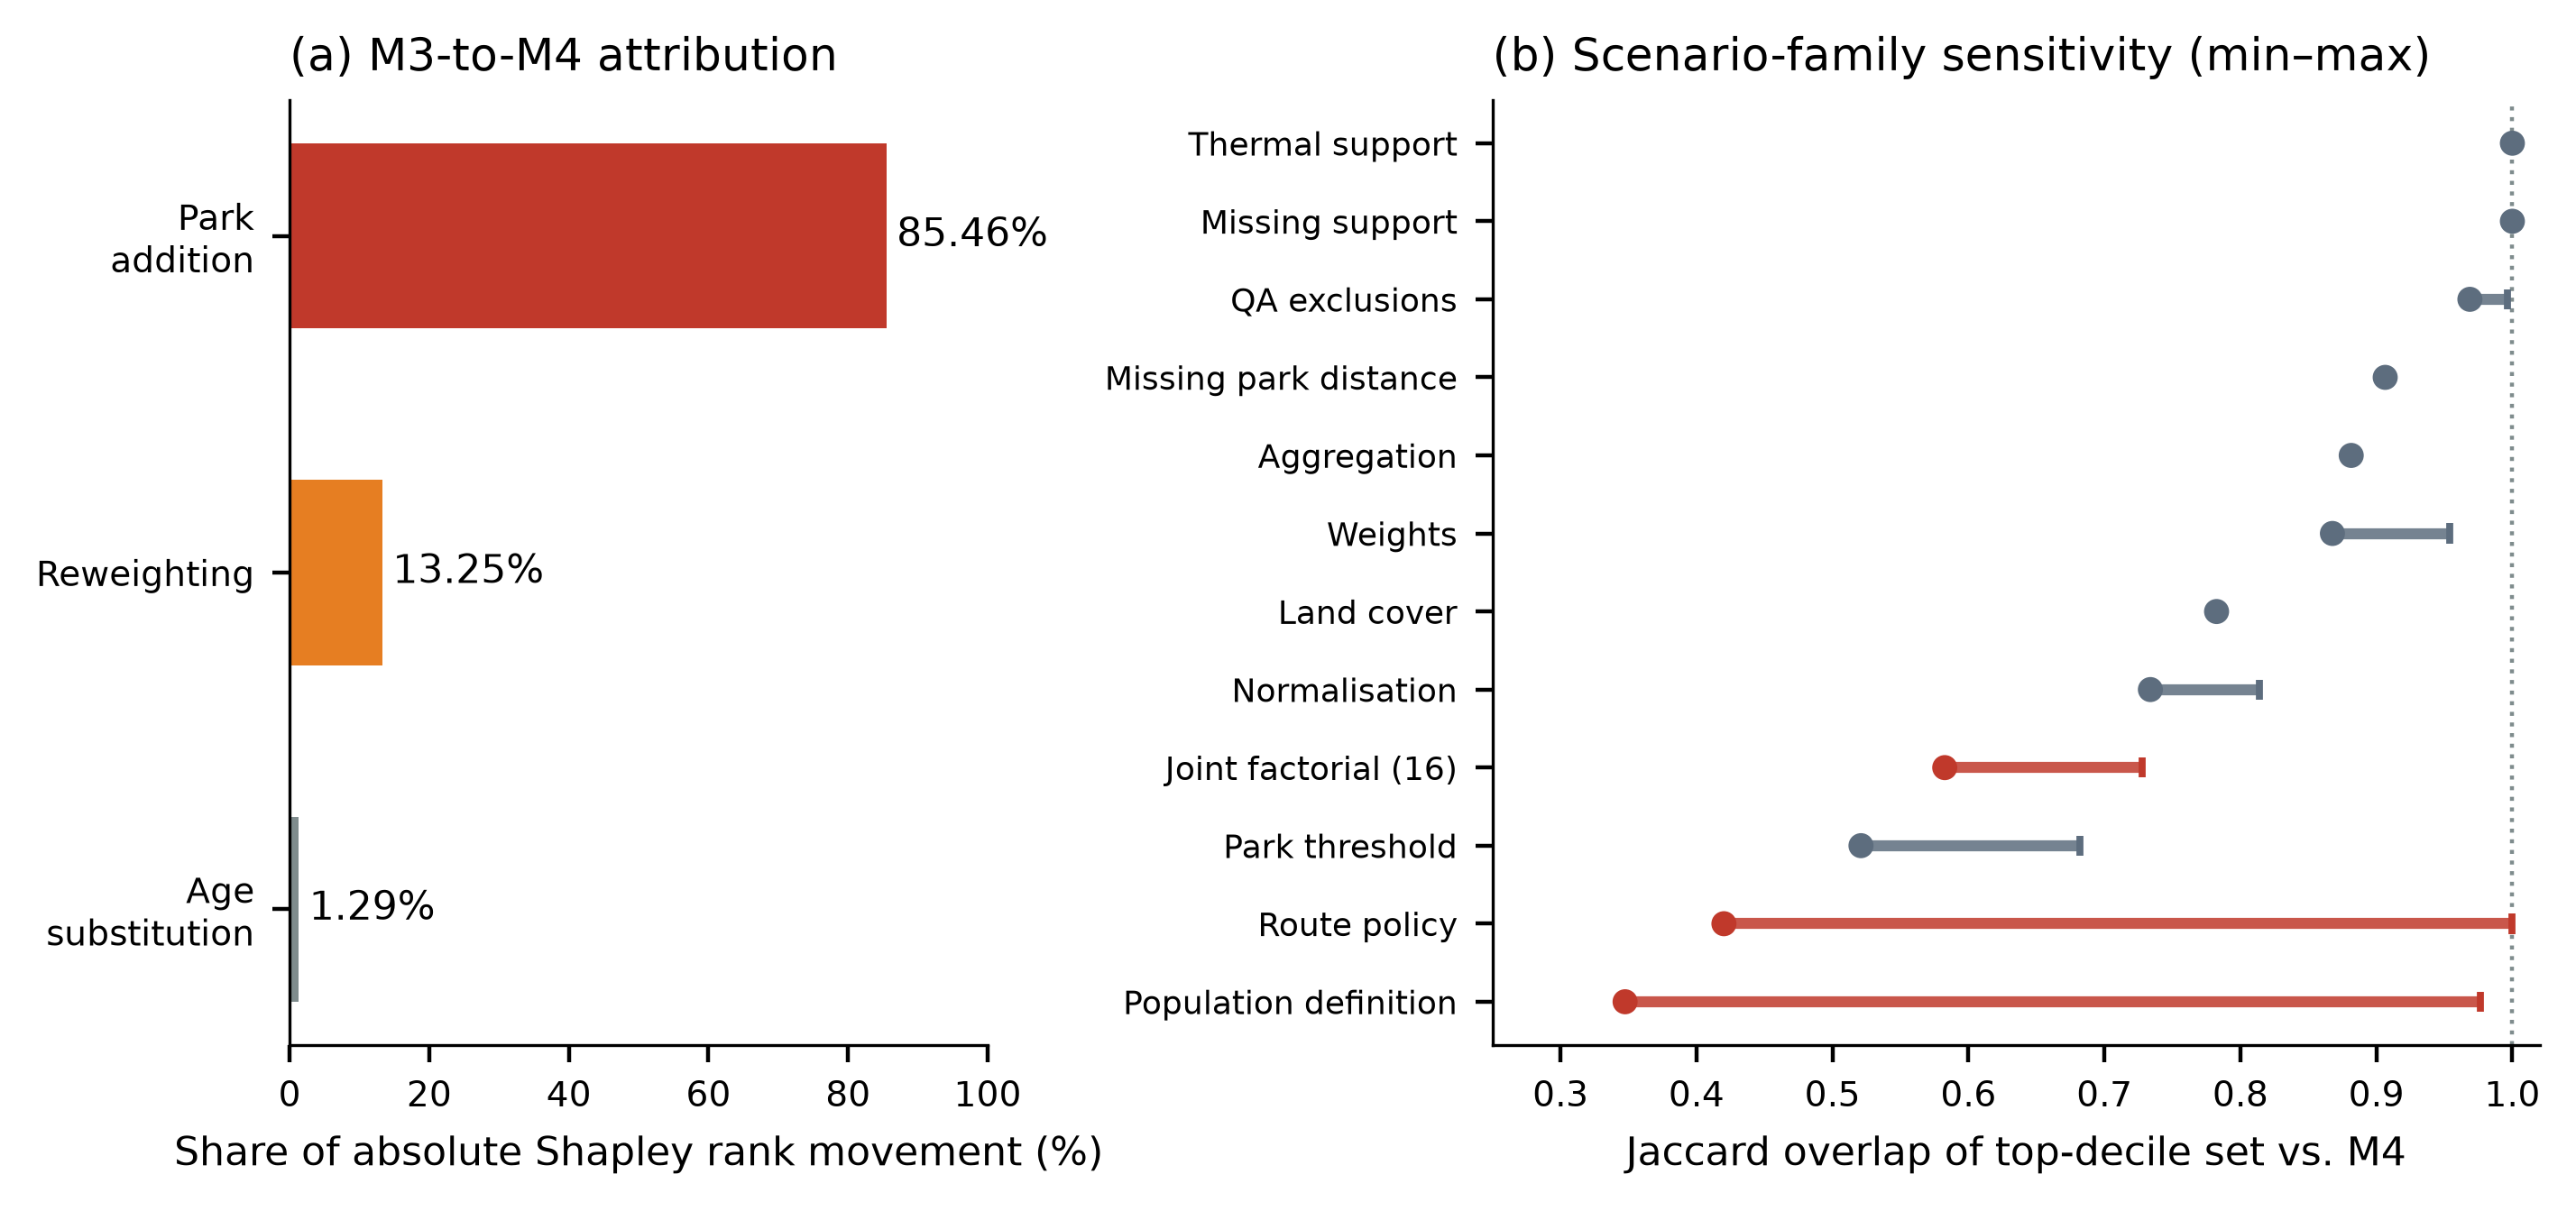 (a) M3-to-M4 attribution
Park
addition
85.46%
Reweighting
13.25%
Age
substitution
1.29%
0 20 40 60 80 100
Share of absolute Shapley rank movement (%)
(b) Scenario-family sensitivity (min–max)
Thermal support
Missing support
QA exclusions
Missing park distance
Aggregation
Weights
Land cover
Normalisation
Joint factorial (16)
Park threshold
Route policy
Population definition
0.3 0.4 0.5 0.6 0.7 0.8 0.9 1.0
Jaccard overlap of top-decile set vs. M4